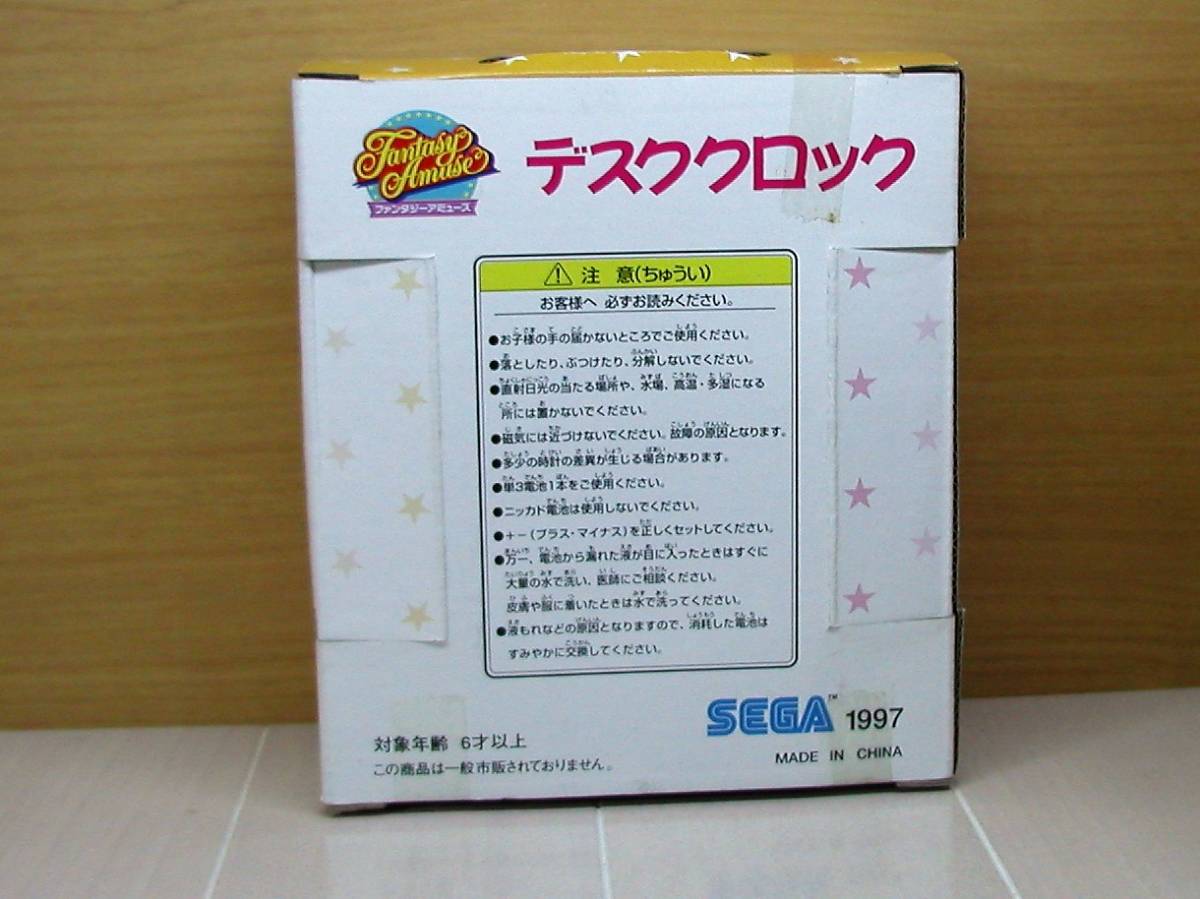 Fantasy
Amuse
ファンタジーアミューズ
デスククロック
注 意(ちゅうい)
お客様へ 必ずお読みください。
●お子様の手の届かないところでご使用ください。
●落としたり、ぶつけたり、分解しないでください。
●直射日光の当たる場所や、水場、高温・多湿になる
所には置かないでください。
●磁気には近づけないでください。故障の原因となります。
●多少の時計の差異が生じる場合があります。
●単3電池1本をご使用ください。
●ニッカド電池は使用しないでください。
●+−(プラス・マイナス)を正しくセットしてください。
●万一、電池から漏れた液が目に入ったときはすぐに
大量の水で洗い、医師にご相談ください。
皮膚や服に着いたときは水で洗ってください。
●液もれなどの原因となりますので、消耗した電池は
すみやかに交換してください。
SEGA™ 1997
MADE IN CHINA
対象年齢 6才以上
この商品は一般市販されておりません。